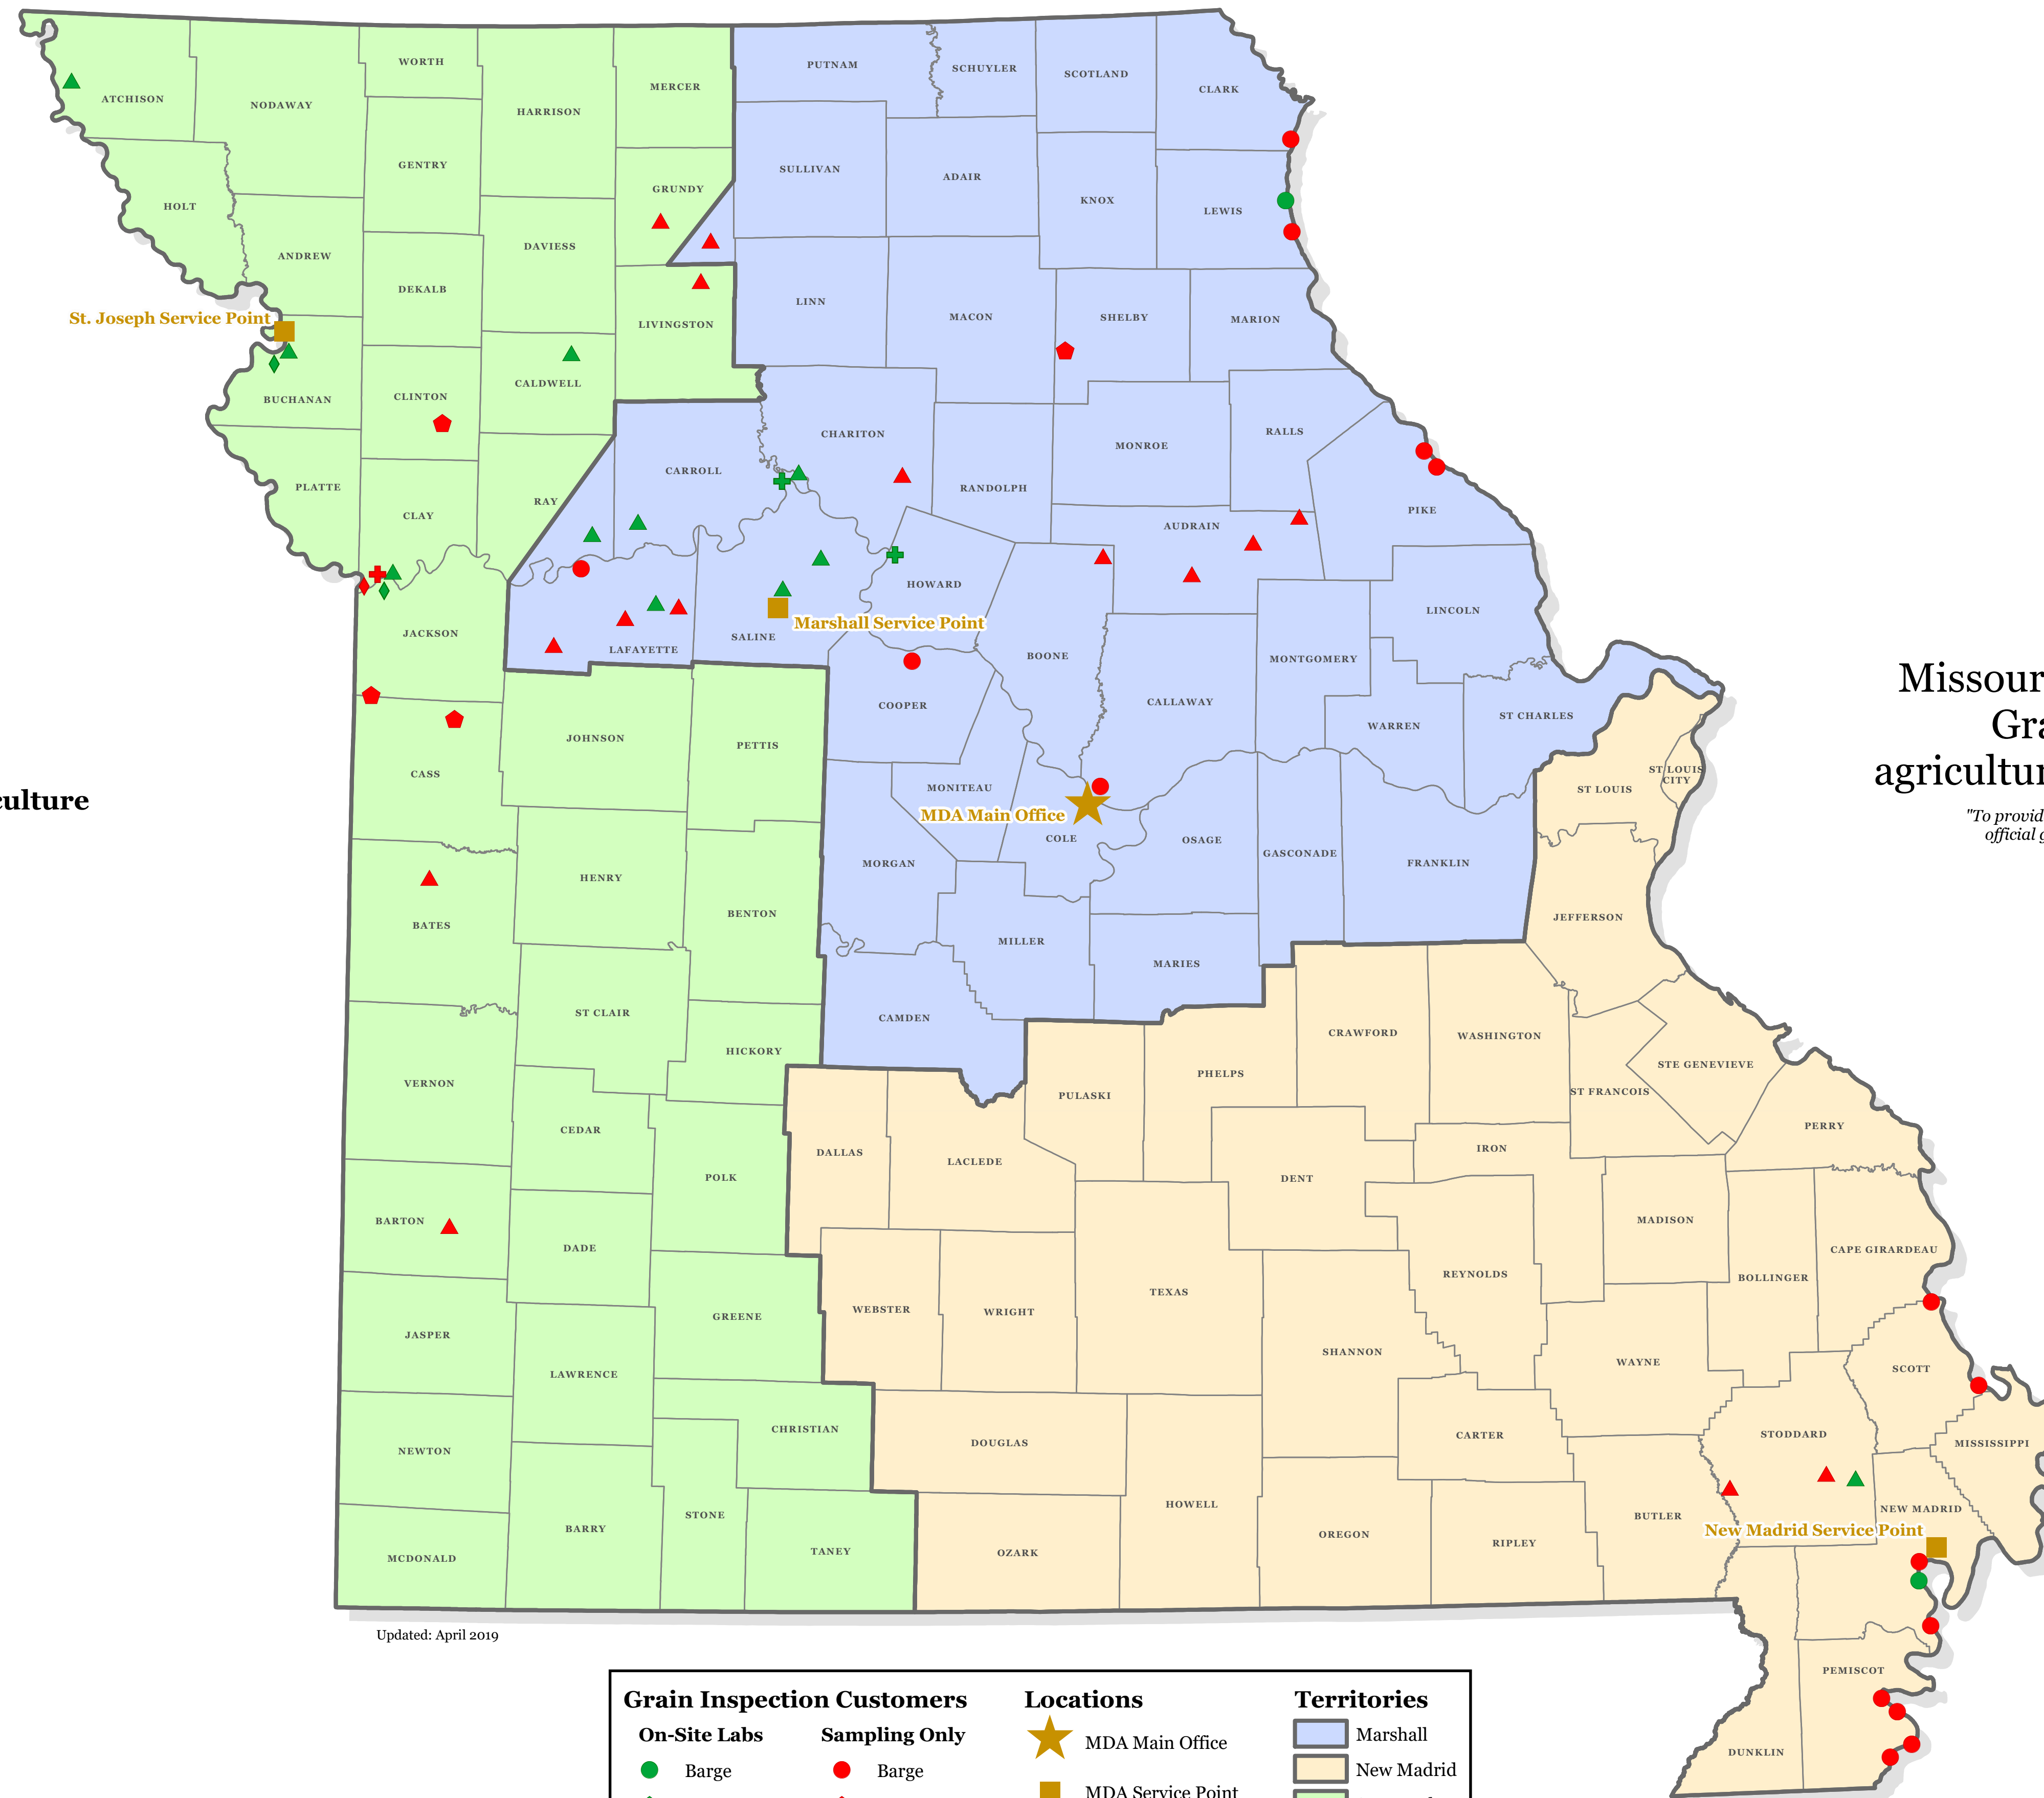 WORTH
PUTNAM
SCHUYLER
SCOTLAND
MERCER
CLARK
ATCHISON
NODAWAY
HARRISON
GENTRY
SULLIVAN
ADAIR
GRUNDY
KNOX
HOLT
LEWIS
DAVIESS
ANDREW
DEKALB
LINN
St. Joseph Service Point
MACON
SHELBY
MARION
LIVINGSTON
CALDWELL
CLINTON
BUCHANAN
CHARITON
RALLS
MONROE
CARROLL
PLATTE
RANDOLPH
RAY
PIKE
CLAY
AUDRAIN
HOWARD
LINCOLN
Marshall Service Point
JACKSON
SALINE
LAFAYETTE
BOONE
MONTGOMERY
Missour
CALLAWAY
COOPER
ST CHARLES
WARREN
Gra
JOHNSON
PETTIS
CASS
ST LOUIS
CITY
agricultur
MONITEAU
ST LOUIS
culture
MDA Main Office
"To provid
official g
COLE
OSAGE
GASCONADE
MORGAN
FRANKLIN
HENRY
BENTON
JEFFERSON
BATES
MILLER
MARIES
ST CLAIR
CAMDEN
CRAWFORD
WASHINGTON
HICKORY
STE GENEVIEVE
PHELPS
VERNON
ST FRANCOIS
PULASKI
PERRY
CEDAR
IRON
DALLAS
LACLEDE
POLK
DENT
BARTON
MADISON
DADE
CAPE GIRARDEAU
REYNOLDS
BOLLINGER
TEXAS
WEBSTER
WRIGHT
GREENE
JASPER
SHANNON
WAYNE
SCOTT
LAWRENCE
CHRISTIAN
STODDARD
CARTER
DOUGLAS
MISSISSIPPI
NEWTON
HOWELL
NEW MADRID
STONE
BUTLER
BARRY
New Madrid Service Point
OREGON
RIPLEY
TANEY
OZARK
MCDONALD
Updated: April 2019
PEMISCOT
DUNKLIN
Grain Inspection Customers
Locations
Territories
On-Site Labs
Sampling Only
MDA Main Office
Marshall
Barge
Barge
New Madrid
MDA Service Point